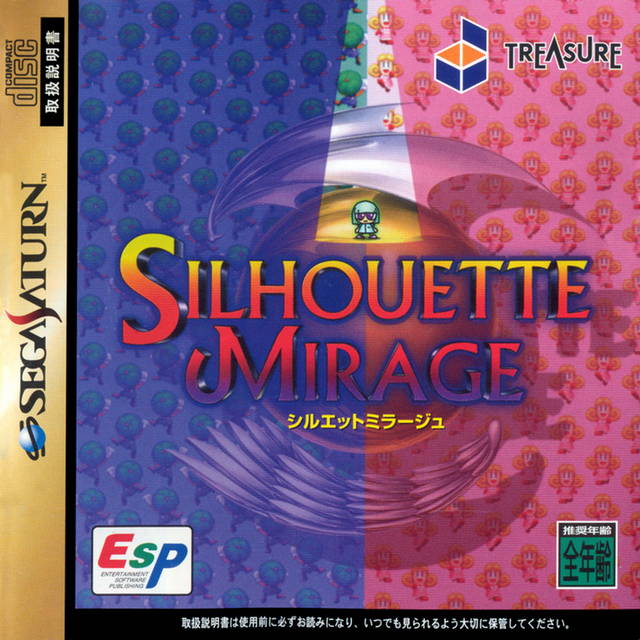 COMPACT
disc
取扱説明書
TREASURE
SEGA SATURN™
SILHOUETTE
MIRAGE
シルエットミラージュ
ESP
ENTERTAINMENT
SOFTWARE
PUBLISHING
推奨年齢
全年齢
取扱説明書は使用前に必ずお読みになり、いつでも見られるよう大切に保管してください。